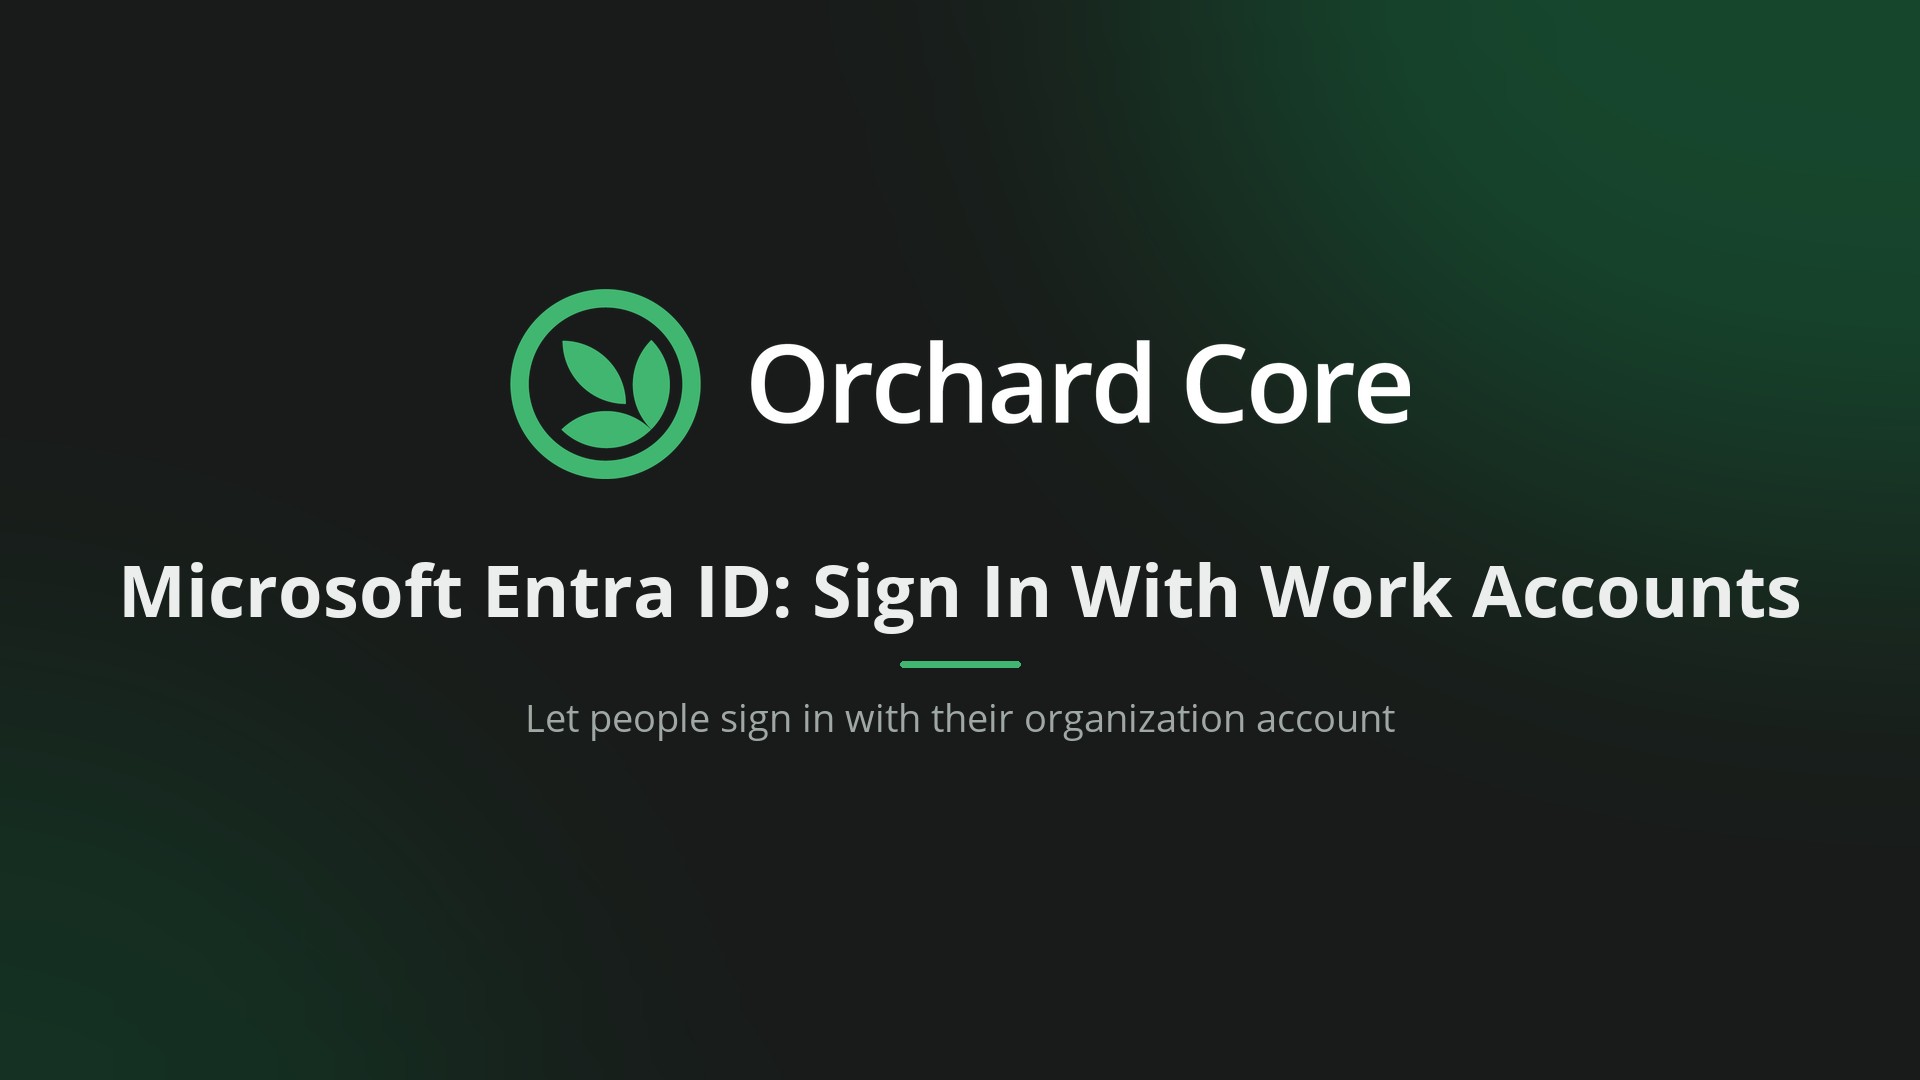 Orchard Core
Microsoft Entra ID: Sign In With Work Accounts
Let people sign in with their organization account